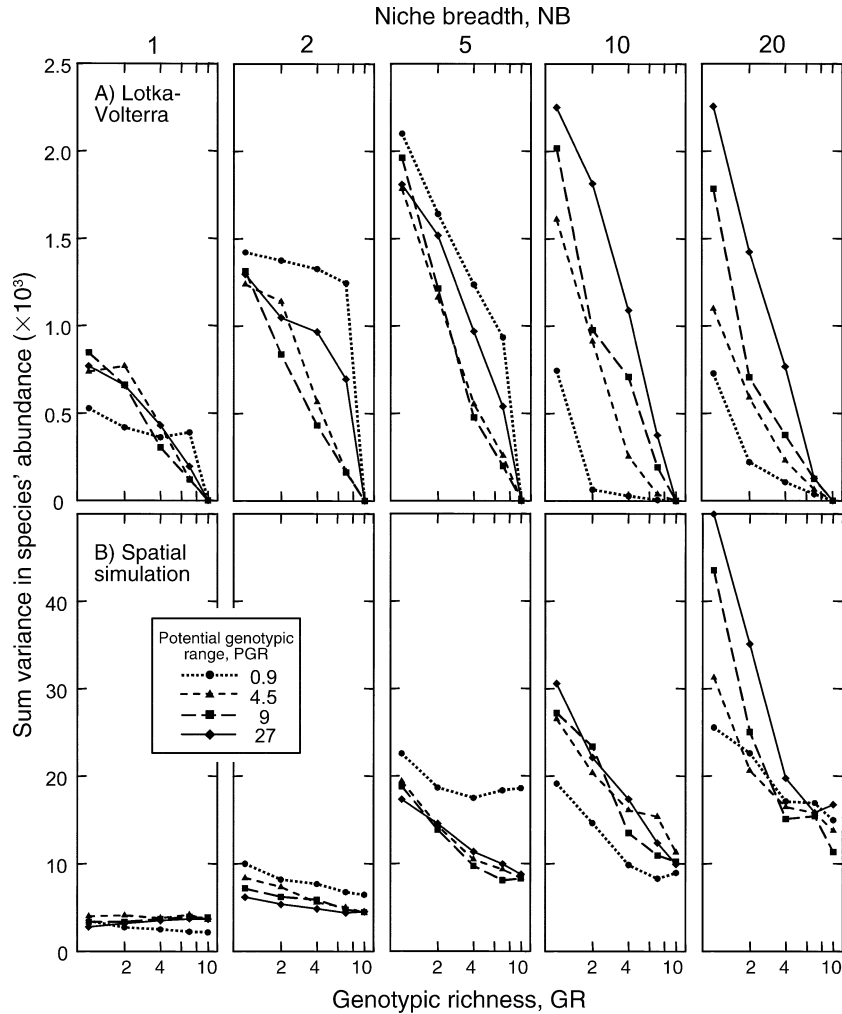 Niche breadth, NB
1 2 5 10 20
Sum variance in species' abundance (×10³)
2.5
A) Lotka-
Volterra
2.0
1.5
1.0
0.5
0
B) Spatial
simulation
40
30
20
10
0
Potential genotypic
range, PGR
0.9
4.5
9
27
2 4 10 2 4 10 2 4 10 2 4 10 2 4 10
Genotypic richness, GR